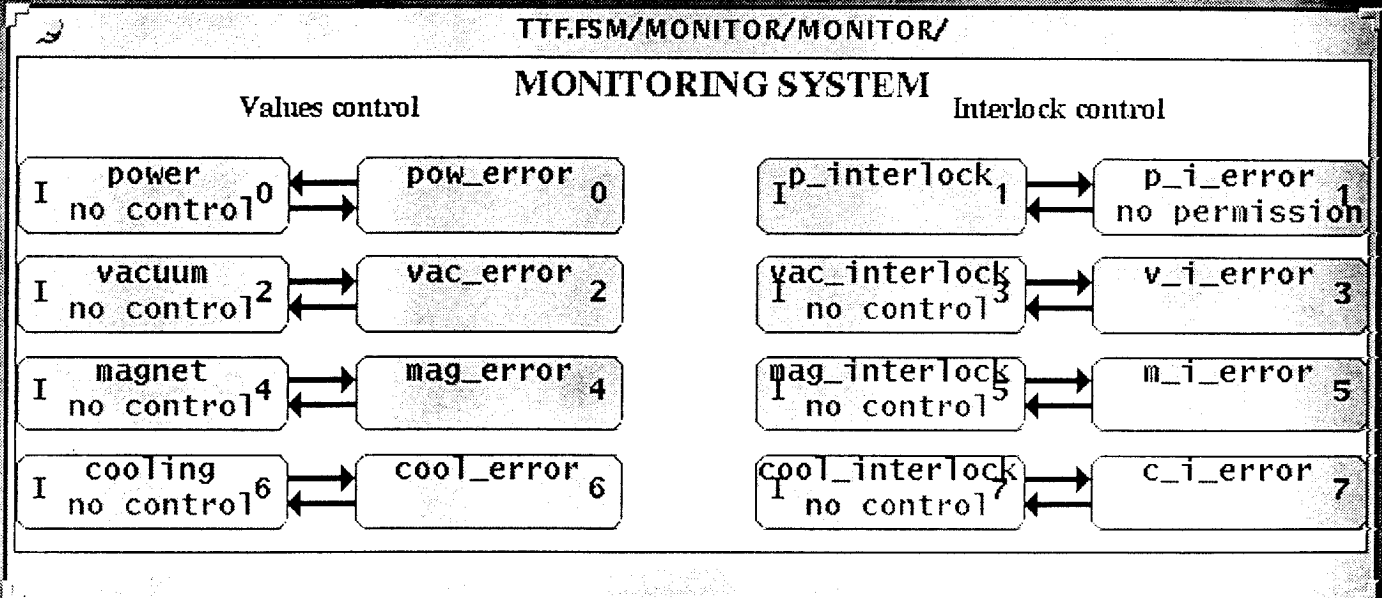 TTF.FSM/MONITOR/MONITOR/
MONITORING SYSTEM
Values control
Interlock control
I power 0
no control
pow_error 0
I p_interlock 1
p_i_error 1
no permission
I vacuum 2
no control
vac_error 2
I vac_interlock 3
no control
v_i_error 3
I magnet 4
no control
mag_error 4
I mag_interlock 5
no control
m_i_error 5
I cooling 6
no control
cool_error 6
I cool_interlock 7
no control
c_i_error 7